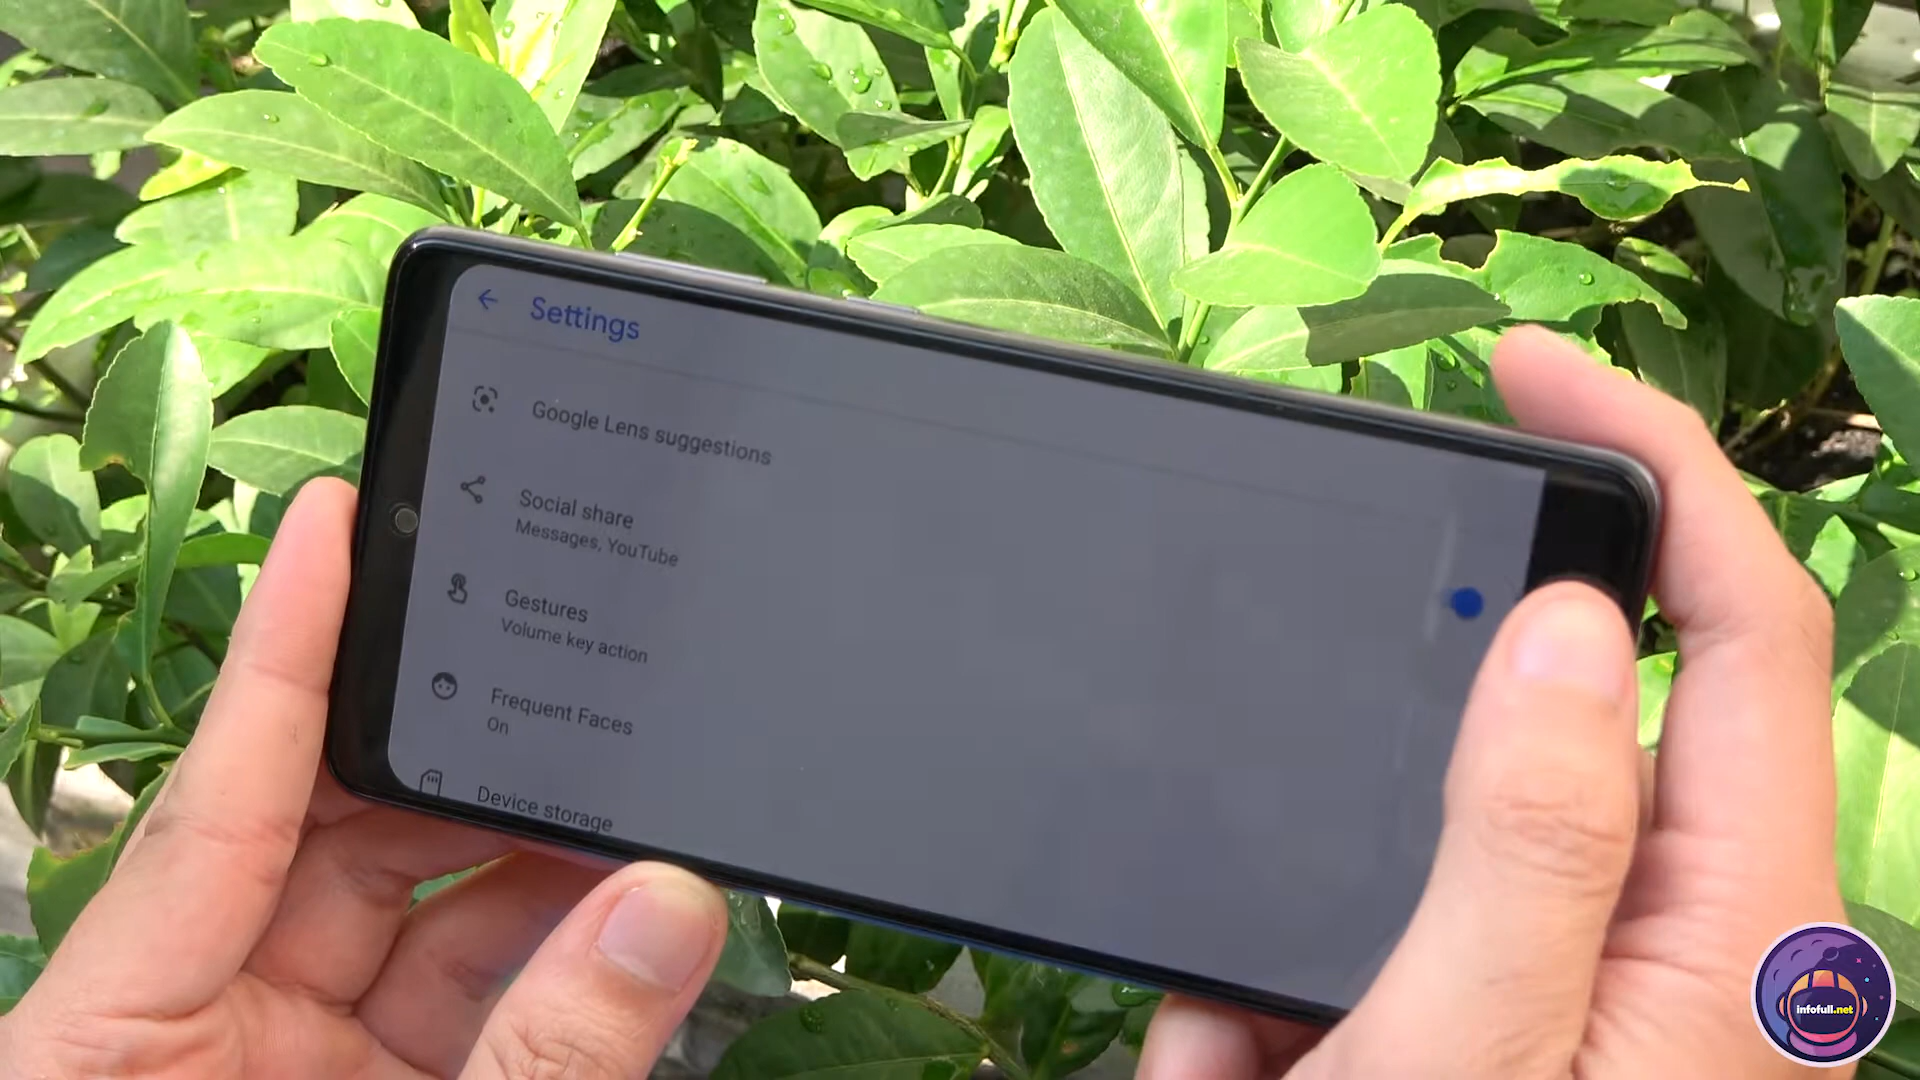 Settings
Google Lens suggestions
Social share
Messages, YouTube
Gestures
Volume key action
Frequent Faces
On
Device storage
infofull.net